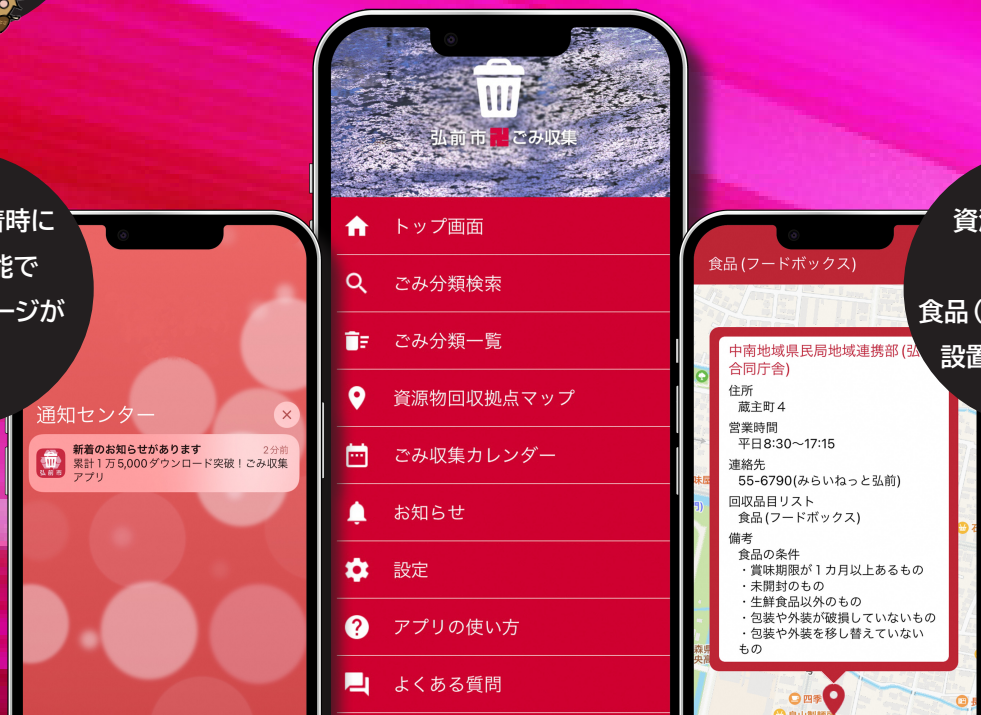 弘前市卍ごみ収集
トップ画面
ごみ分類検索
ごみ分類一覧
資源物回収拠点マップ
ごみ収集カレンダー
お知らせ
設定
アプリの使い方
よくある質問
時に
能で
ージが
通知センター
新着のお知らせがあります
2分前
累計1万5,000ダウンロード突破！ごみ収集
アプリ
弘前市
食品(フードボックス)
中南地域県民局地域連携部(弘
合同庁舎)
住所
蔵主町4
営業時間
平日8:30～17:15
連絡先
55-6790(みらいねっと弘前)
回収品目リスト
食品(フードボックス)
備考
食品の条件
・賞味期限が1カ月以上あるもの
・未開封のもの
・生鮮食品以外のもの
・包装や外装が破損していないもの
・包装や外装を移し替えていない
もの
四季
資
食品(
設置